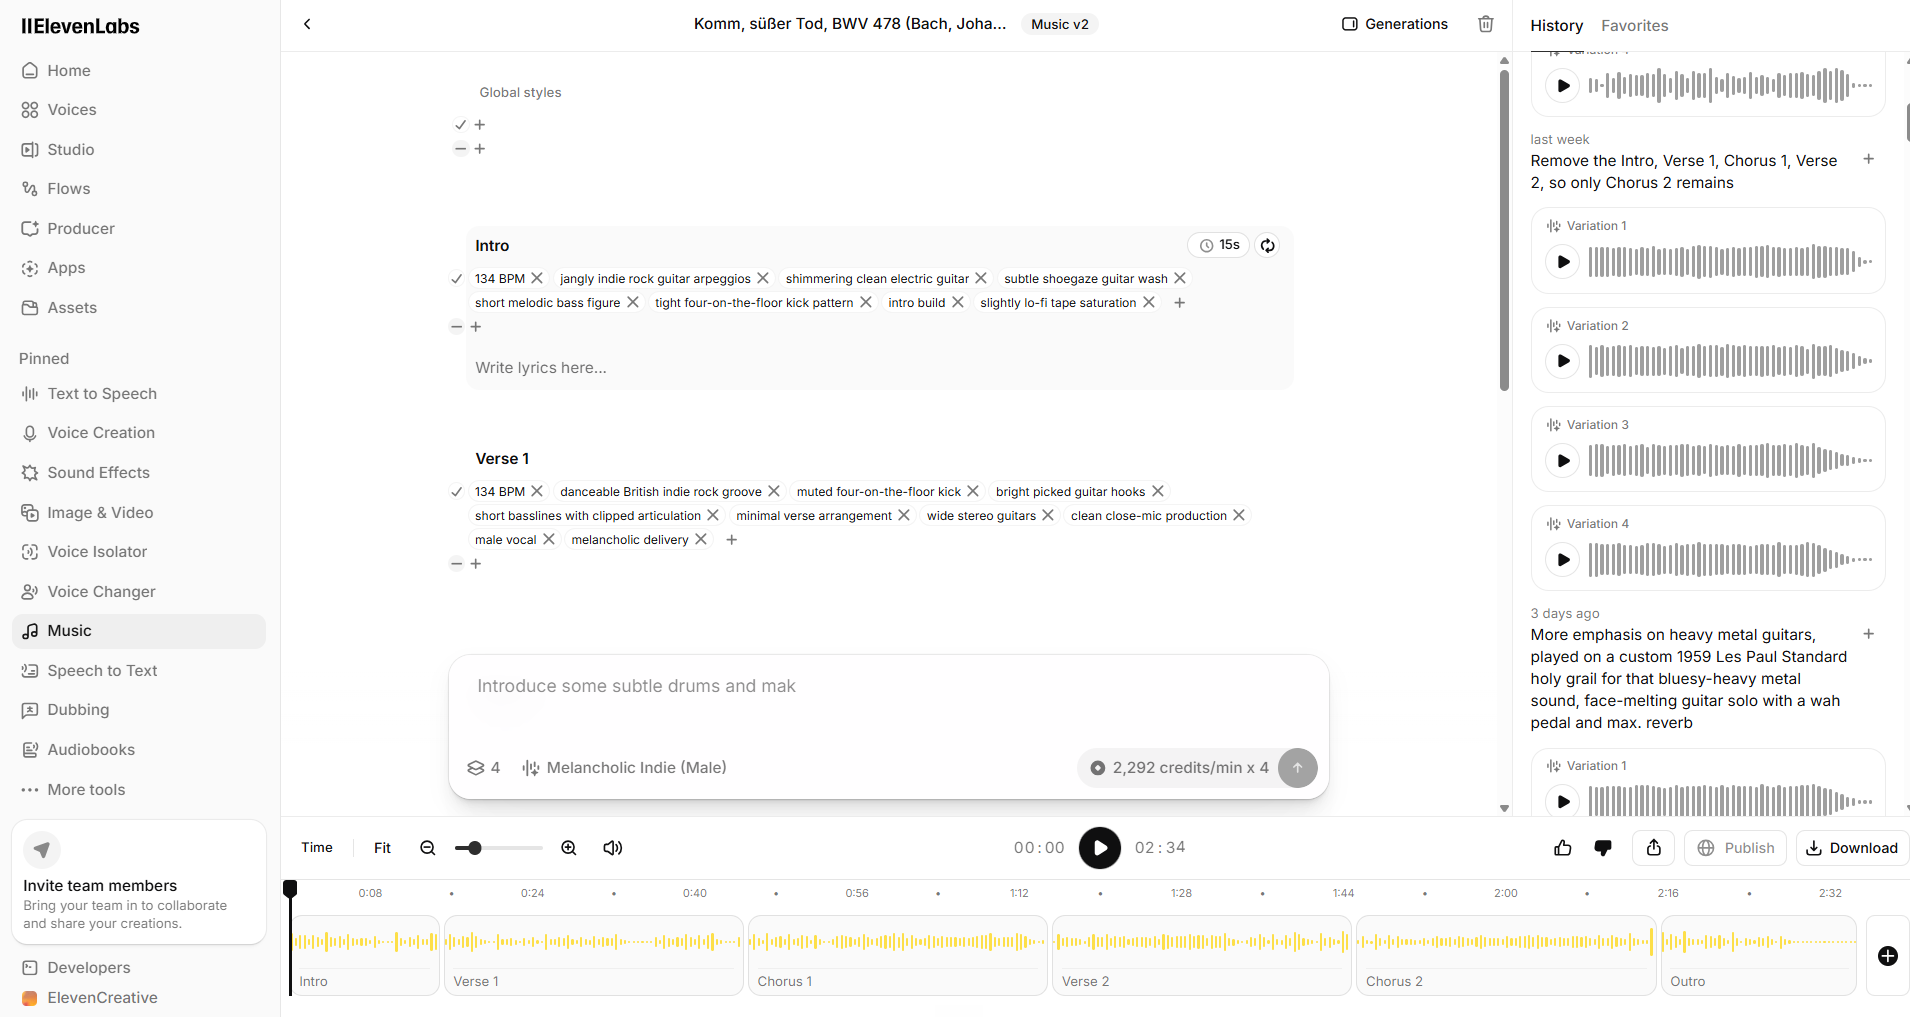 IIElevenLabs
Home
Voices
Studio
Flows
Producer
Apps
Assets
Pinned
Text to Speech
Voice Creation
Sound Effects
Image & Video
Voice Isolator
Voice Changer
Music
Speech to Text
Dubbing
Audiobooks
More tools
Invite team members
Bring your team in to collaborate
and share your creations.
Developers
ElevenCreative
Komm, süßer Tod, BWV 478 (Bach, Joha...
Music v2
Generations
Global styles
Intro
15s
134 BPM
jangly indie rock guitar arpeggios
shimmering clean electric guitar
subtle shoegaze guitar wash
short melodic bass figure
tight four-on-the-floor kick pattern
intro build
slightly lo-fi tape saturation
Write lyrics here...
Verse 1
134 BPM
danceable British indie rock groove
muted four-on-the-floor kick
bright picked guitar hooks
short basslines with clipped articulation
minimal verse arrangement
wide stereo guitars
clean close-mic production
male vocal
melancholic delivery
Introduce some subtle drums and mak
4
Melancholic Indie (Male)
2,292 credits/min x 4
History
Favorites
last week
Remove the Intro, Verse 1, Chorus 1, Verse
2, so only Chorus 2 remains
Variation 1
Variation 2
Variation 3
Variation 4
3 days ago
More emphasis on heavy metal guitars,
played on a custom 1959 Les Paul Standard
holy grail for that bluesy-heavy metal
sound, face-melting guitar solo with a wah
pedal and max. reverb
Variation 1
Time
Fit
00:00
02:34
Publish
Download
0:08
0:24
0:40
0:56
1:12
1:28
1:44
2:00
2:16
2:32
Intro
Verse 1
Chorus 1
Verse 2
Chorus 2
Outro